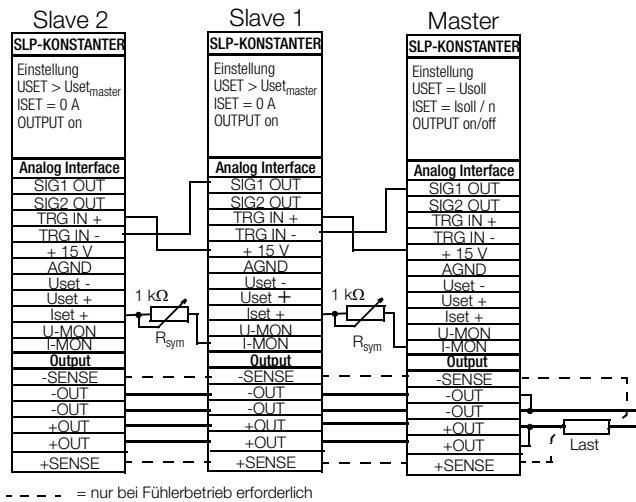 Slave 2
SLP-KONSTANTER
Einstellung
USET > Usetmaster
ISET = 0 A
OUTPUT on
Analog Interface
SIG1 OUT
SIG2 OUT
TRG IN +
TRG IN -
+ 15 V
AGND
Uset -
Uset +
Iset +
U-MON
I-MON
Output
-SENSE
-OUT
-OUT
+OUT
+OUT
+SENSE
1 kΩ
Rsym
Slave 1
SLP-KONSTANTER
Einstellung
USET > Usetmaster
ISET = 0 A
OUTPUT on
Analog Interface
SIG1 OUT
SIG2 OUT
TRG IN +
TRG IN -
+ 15 V
AGND
Uset -
Uset +
Iset +
U-MON
I-MON
Output
-SENSE
-OUT
-OUT
+OUT
+OUT
+SENSE
1 kΩ
Rsym
Master
SLP-KONSTANTER
Einstellung
USET = Usoll
ISET = Isoll / n
OUTPUT on/off
Analog Interface
SIG1 OUT
SIG2 OUT
TRG IN +
TRG IN -
+ 15 V
AGND
Uset -
Uset +
Iset +
U-MON
I-MON
Output
-SENSE
-OUT
-OUT
+OUT
+OUT
+SENSE
Last
= nur bei Fühlerbetrieb erforderlich